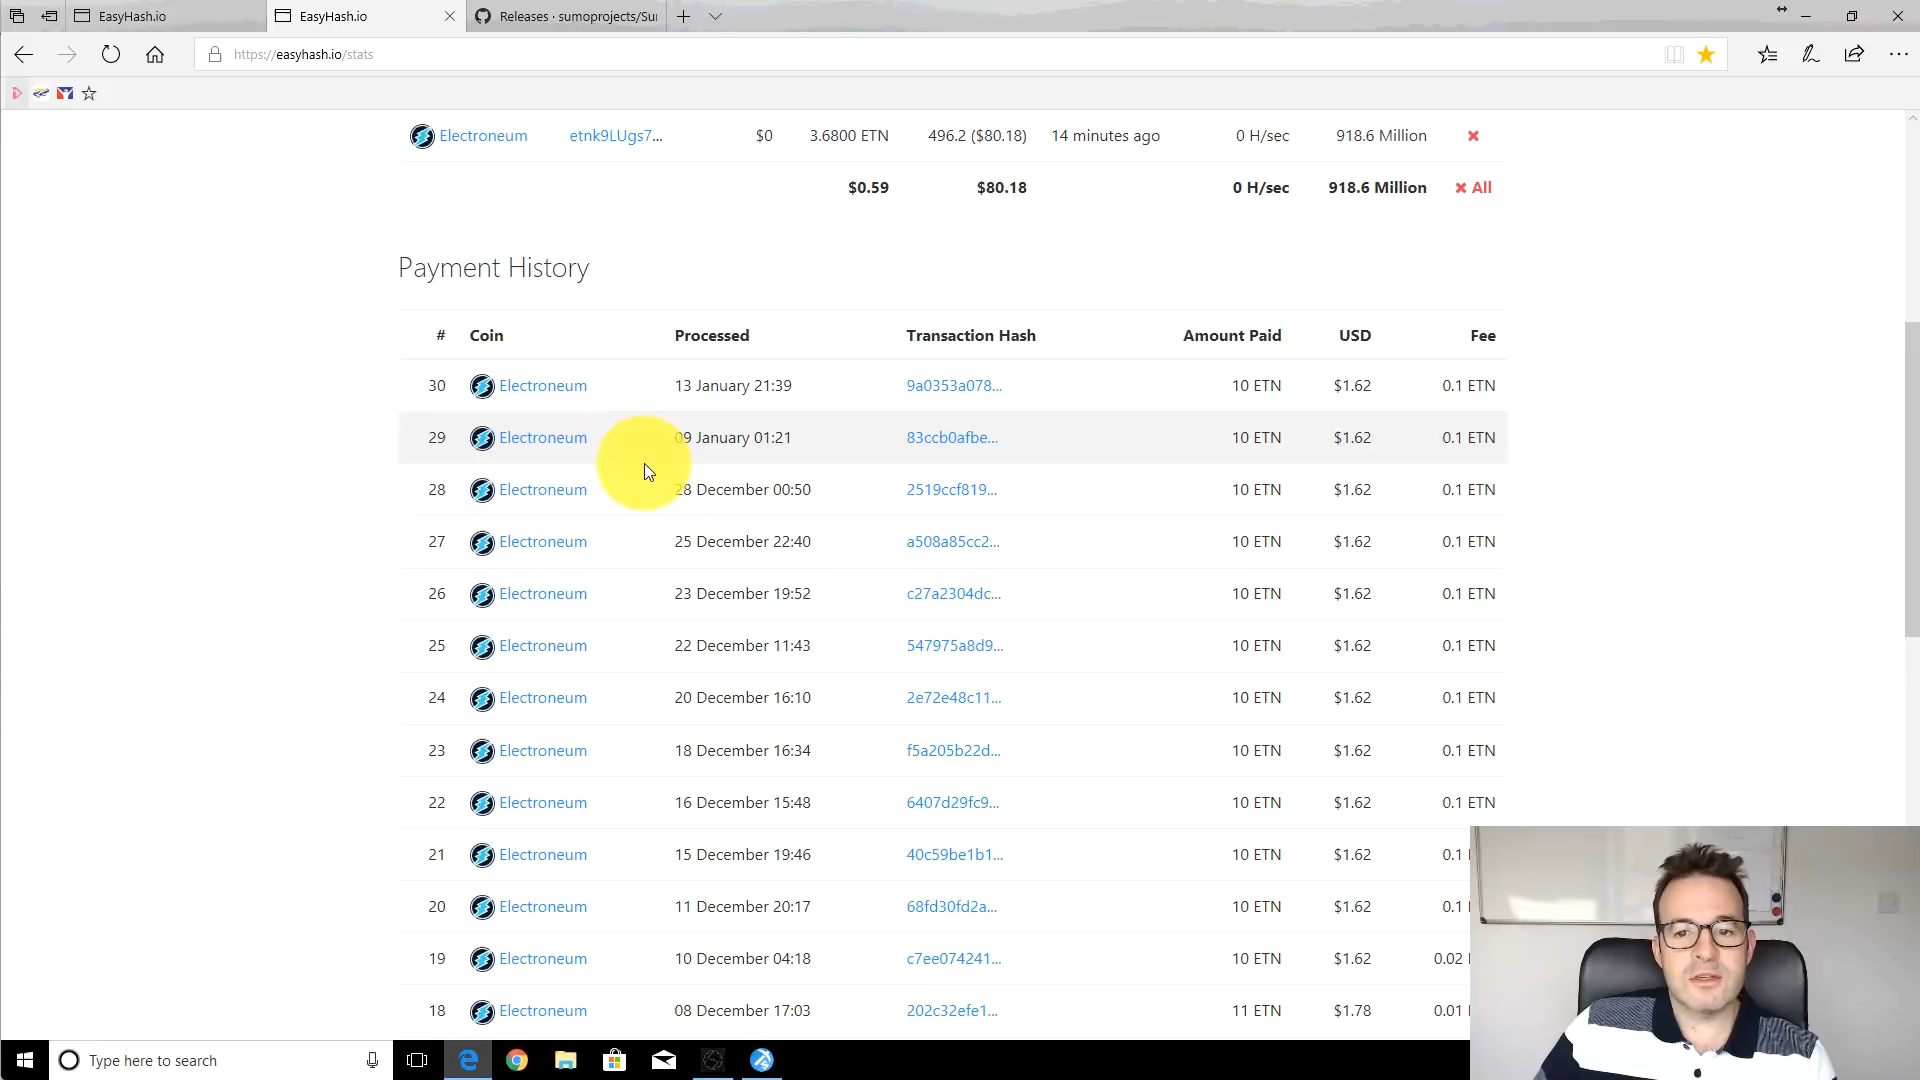 EasyHash.io
EasyHash.io
Releases · sumoprojects/Su
https://easyhash.io/stats
Electroneum etnk9LUgs7... $0 3.6800 ETN 496.2 ($80.18) 14 minutes ago 0 H/sec 918.6 Million
$0.59 $80.18 0 H/sec 918.6 Million ✖ All
Payment History
# Coin Processed Transaction Hash Amount Paid USD Fee
30 Electroneum 13 January 21:39 9a0353a078... 10 ETN $1.62 0.1 ETN
29 Electroneum 09 January 01:21 83ccb0afbe... 10 ETN $1.62 0.1 ETN
28 Electroneum 28 December 00:50 2519ccf819... 10 ETN $1.62 0.1 ETN
27 Electroneum 25 December 22:40 a508a85cc2... 10 ETN $1.62 0.1 ETN
26 Electroneum 23 December 19:52 c27a2304dc... 10 ETN $1.62 0.1 ETN
25 Electroneum 22 December 11:43 547975a8d9... 10 ETN $1.62 0.1 ETN
24 Electroneum 20 December 16:10 2e72e48c11... 10 ETN $1.62 0.1 ETN
23 Electroneum 18 December 16:34 f5a205b22d... 10 ETN $1.62 0.1 ETN
22 Electroneum 16 December 15:48 6407d29fc9... 10 ETN $1.62 0.1 ETN
21 Electroneum 15 December 19:46 40c59be1b1... 10 ETN $1.62 0.1
20 Electroneum 11 December 20:17 68fd30fd2a... 10 ETN $1.62 0.1
19 Electroneum 10 December 04:18 c7ee074241... 10 ETN $1.62 0.02
18 Electroneum 08 December 17:03 202c32efe1... 11 ETN $1.78 0.01
Type here to search